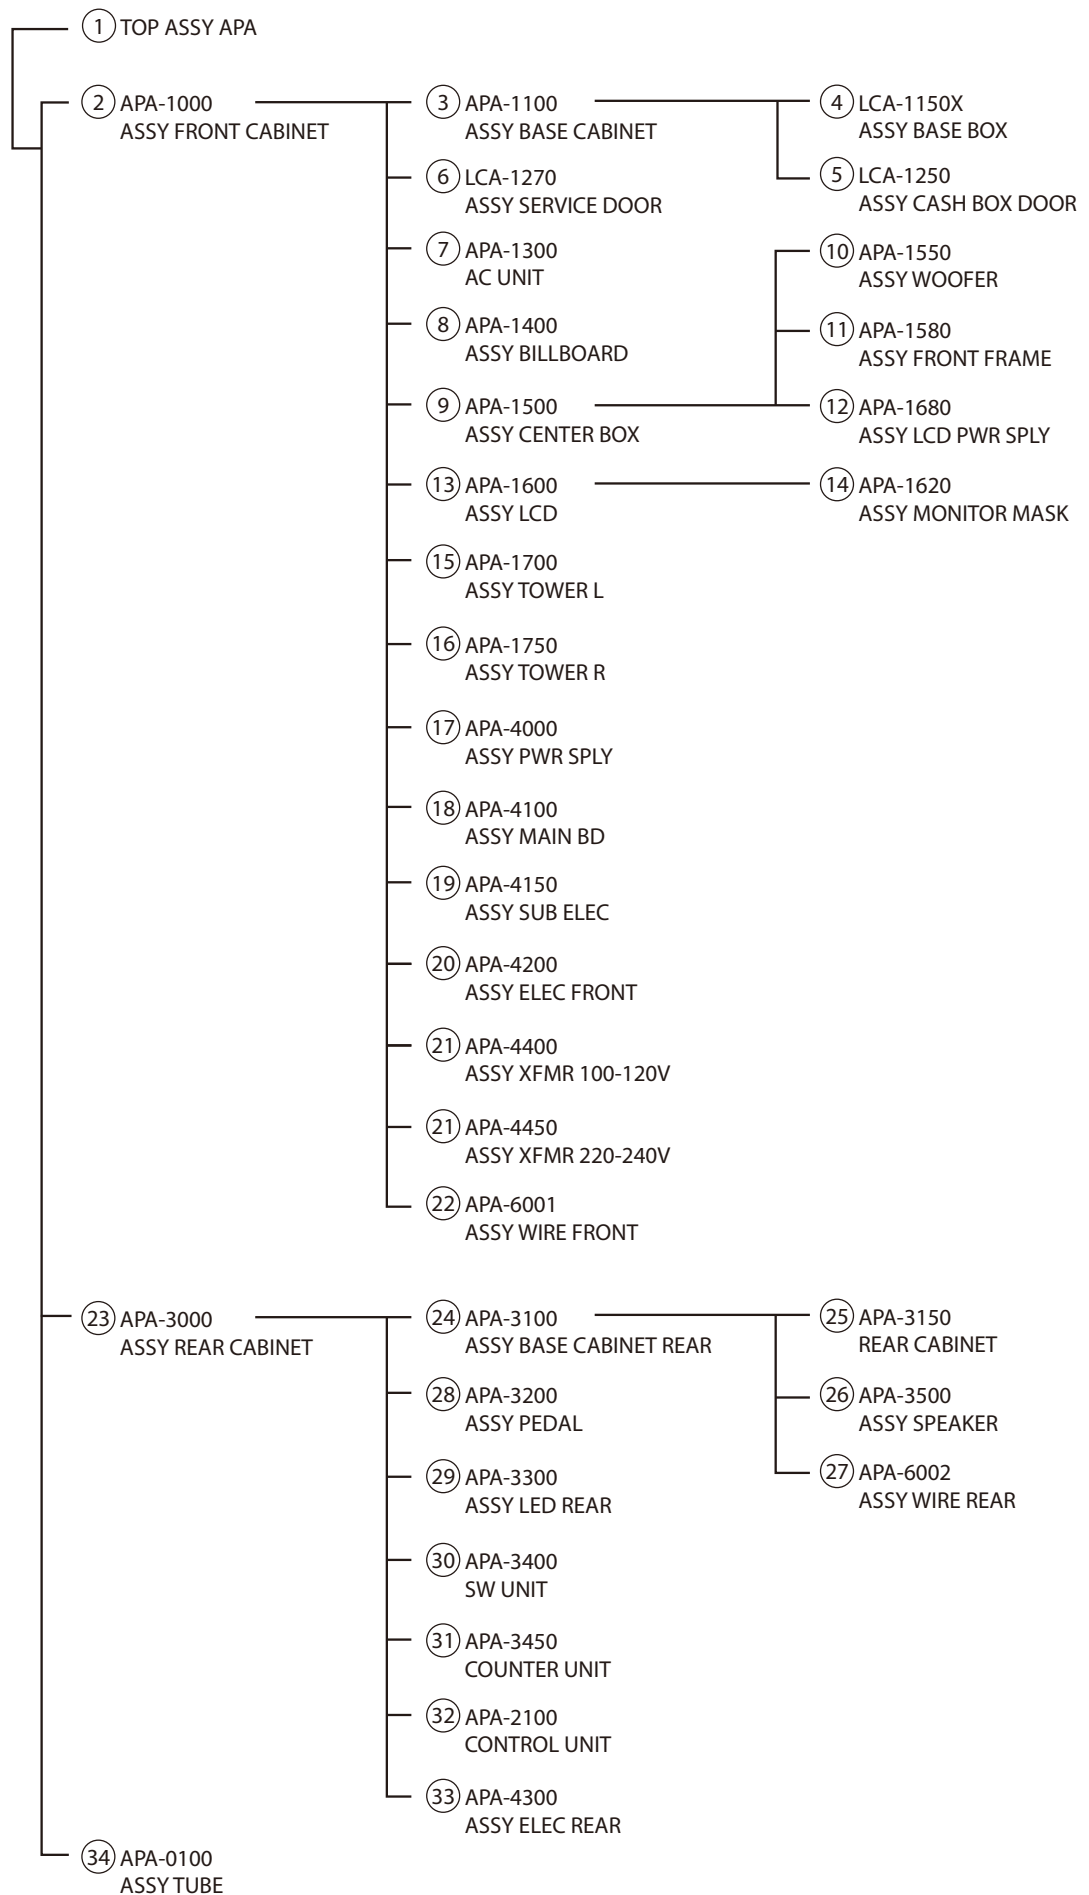 1 TOP ASSY APA
2 APA-1000
ASSY FRONT CABINET
3 APA-1100
ASSY BASE CABINET
4 LCA-1150X
ASSY BASE BOX
5 LCA-1250
ASSY CASH BOX DOOR
6 LCA-1270
ASSY SERVICE DOOR
7 APA-1300
AC UNIT
8 APA-1400
ASSY BILLBOARD
9 APA-1500
ASSY CENTER BOX
10 APA-1550
ASSY WOOFER
11 APA-1580
ASSY FRONT FRAME
12 APA-1680
ASSY LCD PWR SPLY
13 APA-1600
ASSY LCD
14 APA-1620
ASSY MONITOR MASK
15 APA-1700
ASSY TOWER L
16 APA-1750
ASSY TOWER R
17 APA-4000
ASSY PWR SPLY
18 APA-4100
ASSY MAIN BD
19 APA-4150
ASSY SUB ELEC
20 APA-4200
ASSY ELEC FRONT
21 APA-4400
ASSY XFMR 100-120V
21 APA-4450
ASSY XFMR 220-240V
22 APA-6001
ASSY WIRE FRONT
23 APA-3000
ASSY REAR CABINET
24 APA-3100
ASSY BASE CABINET REAR
25 APA-3150
REAR CABINET
26 APA-3500
ASSY SPEAKER
27 APA-6002
ASSY WIRE REAR
28 APA-3200
ASSY PEDAL
29 APA-3300
ASSY LED REAR
30 APA-3400
SW UNIT
31 APA-3450
COUNTER UNIT
32 APA-2100
CONTROL UNIT
33 APA-4300
ASSY ELEC REAR
34 APA-0100
ASSY TUBE